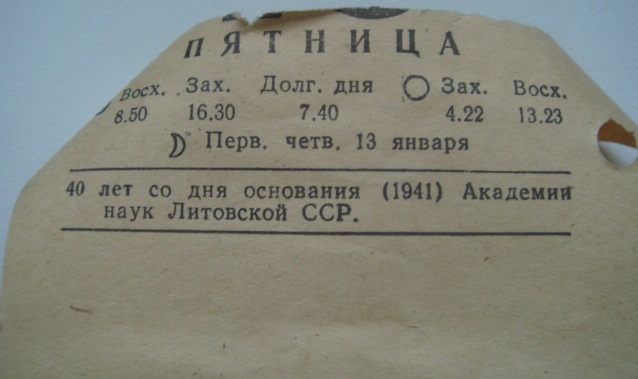 ПЯТНИЦА
Восх. Зах. Долг. дня Зах. Восх.
8.50 16.30 7.40 4.22 13.23
Перв. четв. 13 января
40 лет со дня основания (1941) Академии
наук Литовской ССР.